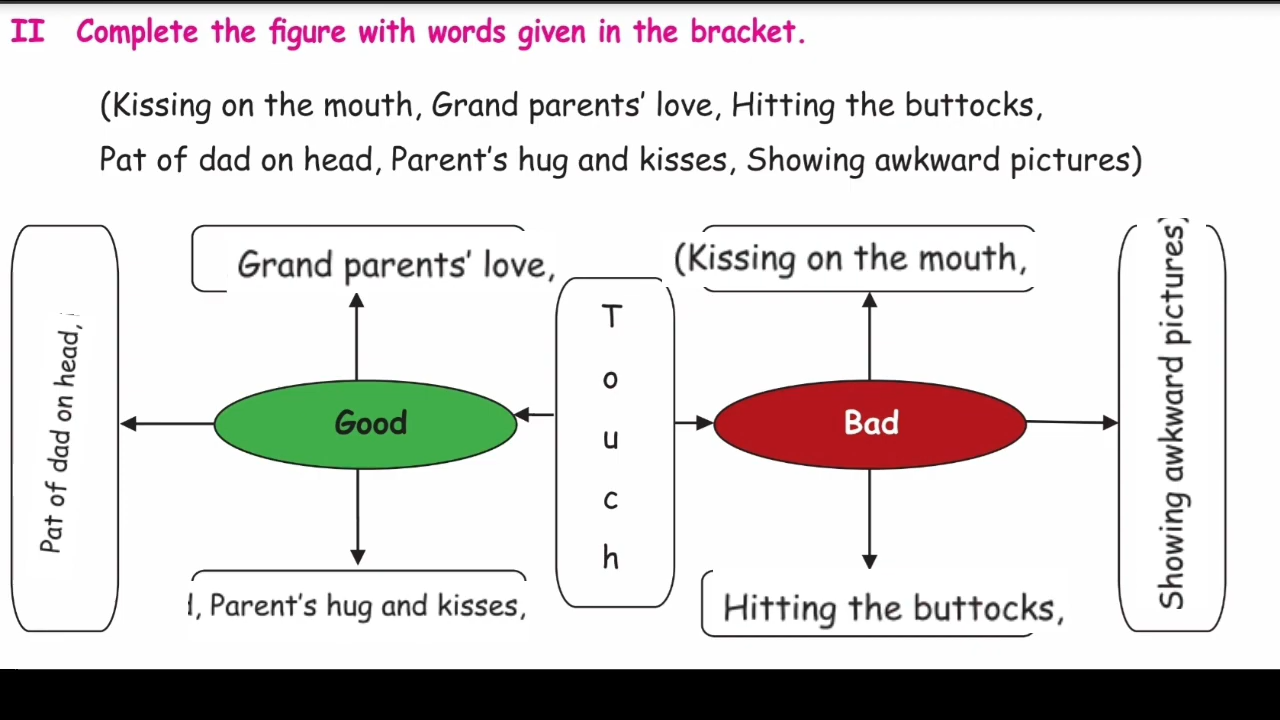 II Complete the figure with words given in the bracket.
(Kissing on the mouth, Grand parents' love, Hitting the buttocks,
Pat of dad on head, Parent's hug and kisses, Showing awkward pictures)
Grand parents' love,
(Kissing on the mouth,
Pat of dad on head,
Good
T
o
u
c
h
Bad
Showing awkward pictures)
, Parent's hug and kisses,
Hitting the buttocks,